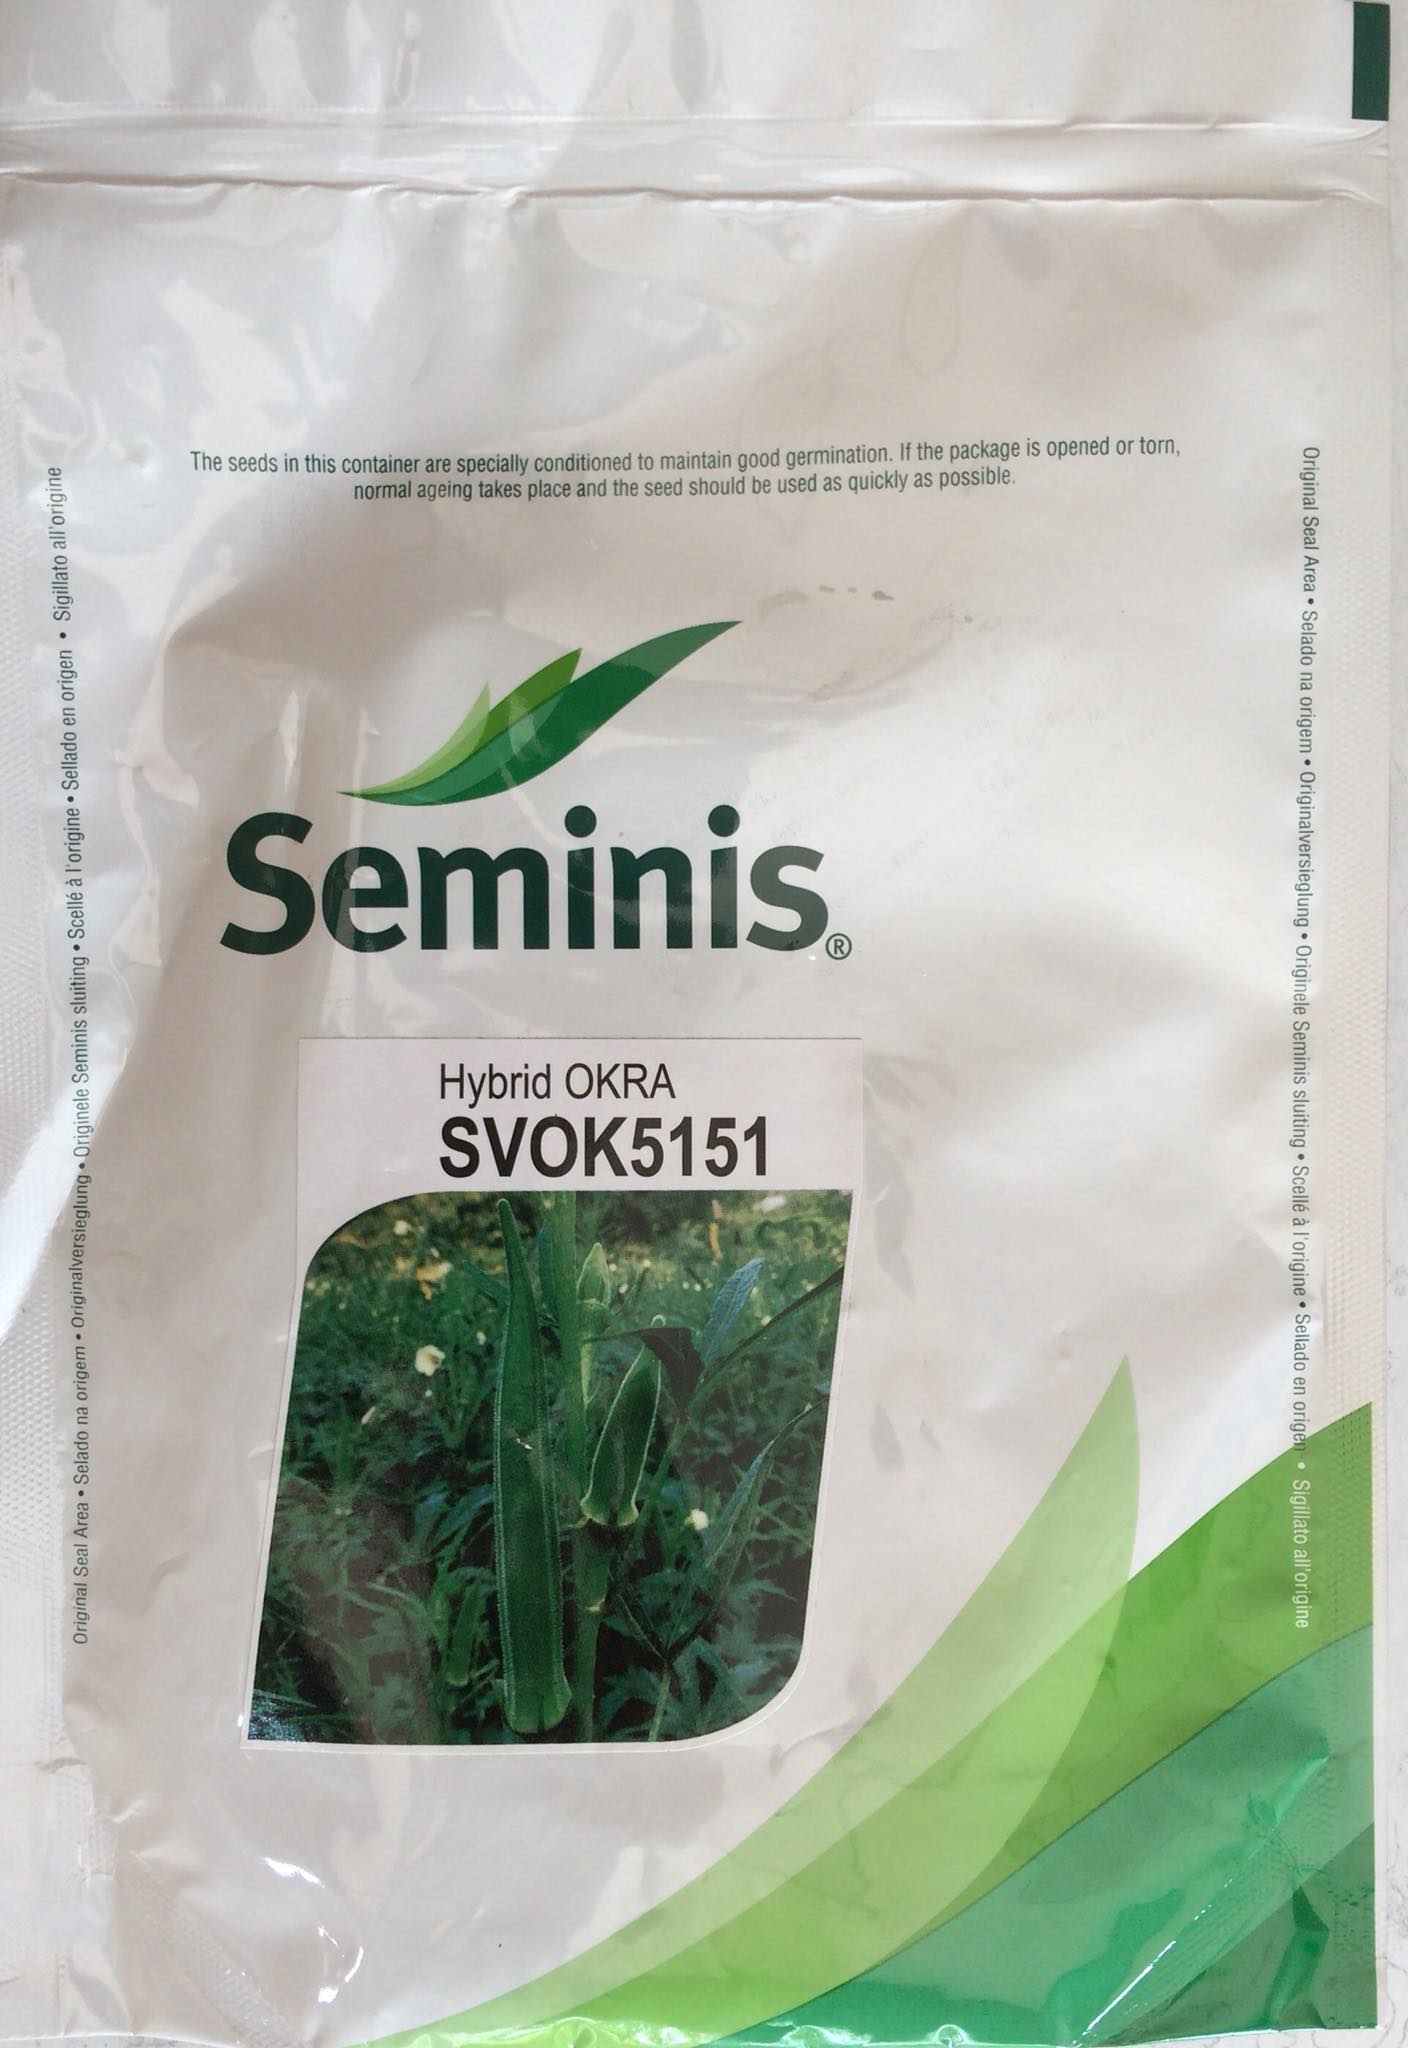 The seeds in this container are specially conditioned to maintain good germination. If the package is opened or torn,
normal ageing takes place and the seed should be used as quickly as possible.
Original Seal Area • Selado na origem • Originalversieglung • Originele Seminis sluiting • Scellé à l'origine • Sellado en origen • Sigillato all'origine
Seminis®
Hybrid OKRA
SVOK5151
Original Seal Area • Selado na origem • Originalversieglung • Originele Seminis sluiting • Scellé à l'origine • Sellado en origen • Sigillato all'origine